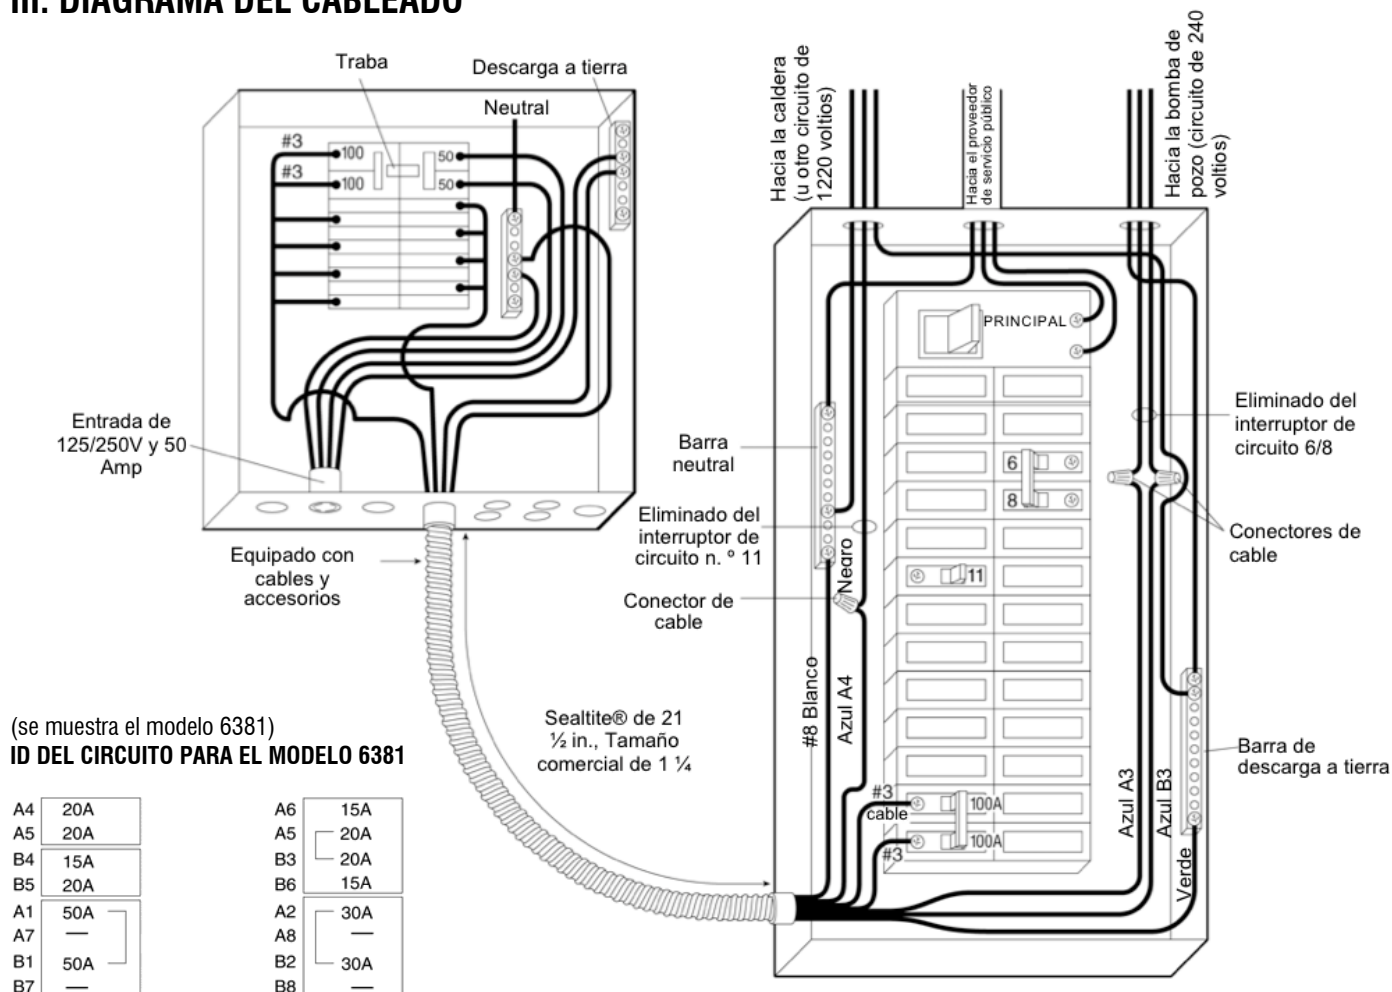 III. DIAGRAMA DEL CABLEADO
Traba
Descarga a tierra
Neutral
#3
#3
100
100
50
50
Entrada de
125/250V y 50
Amp
Equipado con
cables y
accesorios
Hacia la caldera
(u otro circuito de
1220 voltios)
Hacia el proveedor
de servicio público
Hacia la bomba de
pozo (circuito de 240
voltios)
PRINCIPAL
Barra
neutral
Eliminado del
interruptor de
circuito n. º 11
Conector de
cable
Negro
#8 Blanco
Azul A4
6
8
11
Eliminado del
interruptor de
circuito 6/8
Conectores de
cable
Barra de
descarga a tierra
Azul A3
Azul B3
Verde
#3
cable
#3
100A
100A
Sealtite® de 21
½ in., Tamaño
comercial de 1 ¼
(se muestra el modelo 6381)
ID DEL CIRCUITO PARA EL MODELO 6381
A4 20A
A5 20A
B4 15A
B5 20A
A1 50A
A7 —
B1 50A
B7 —
A6 15A
A5 20A
B3 20A
B6 15A
A2 30A
A8 —
B2 30A
B8 —